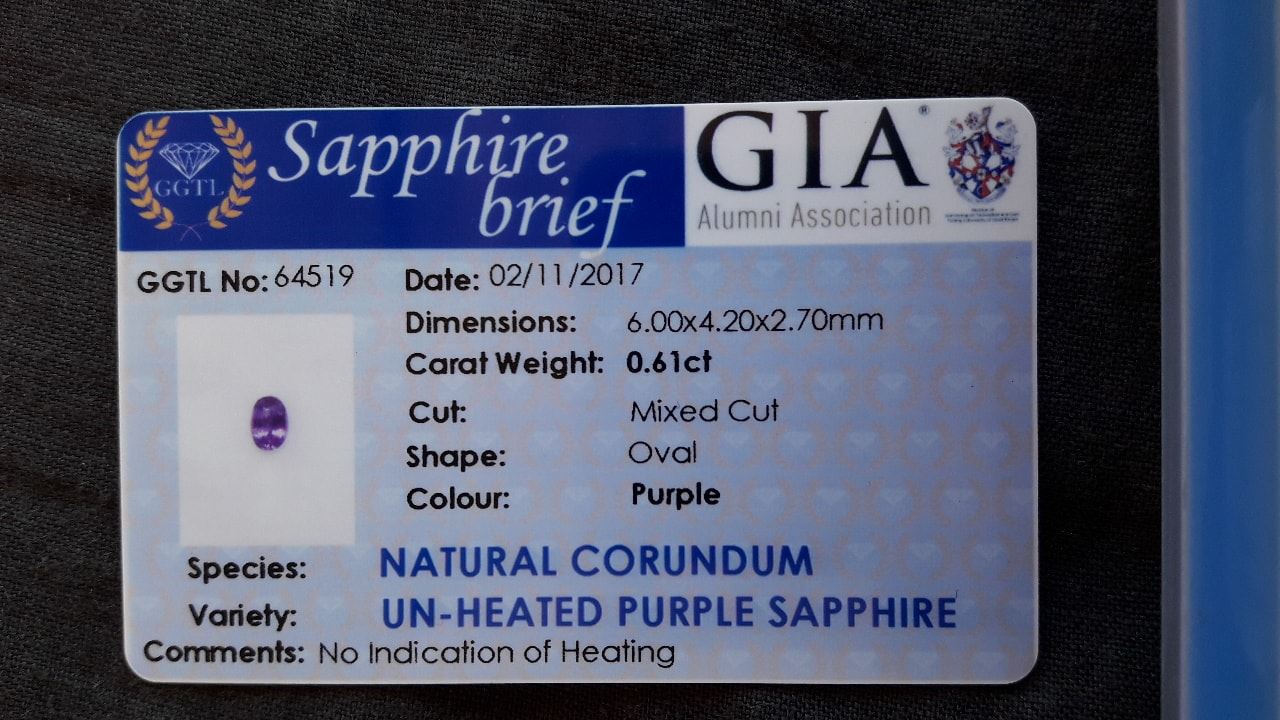 GGTL
Sapphire
brief
GIA®
Alumni Association
GGTL No: 64519
Date: 02/11/2017
Dimensions: 6.00x4.20x2.70mm
Carat Weight: 0.61ct
Cut: Mixed Cut
Shape: Oval
Colour: Purple
Species: NATURAL CORUNDUM
Variety: UN-HEATED PURPLE SAPPHIRE
Comments: No Indication of Heating